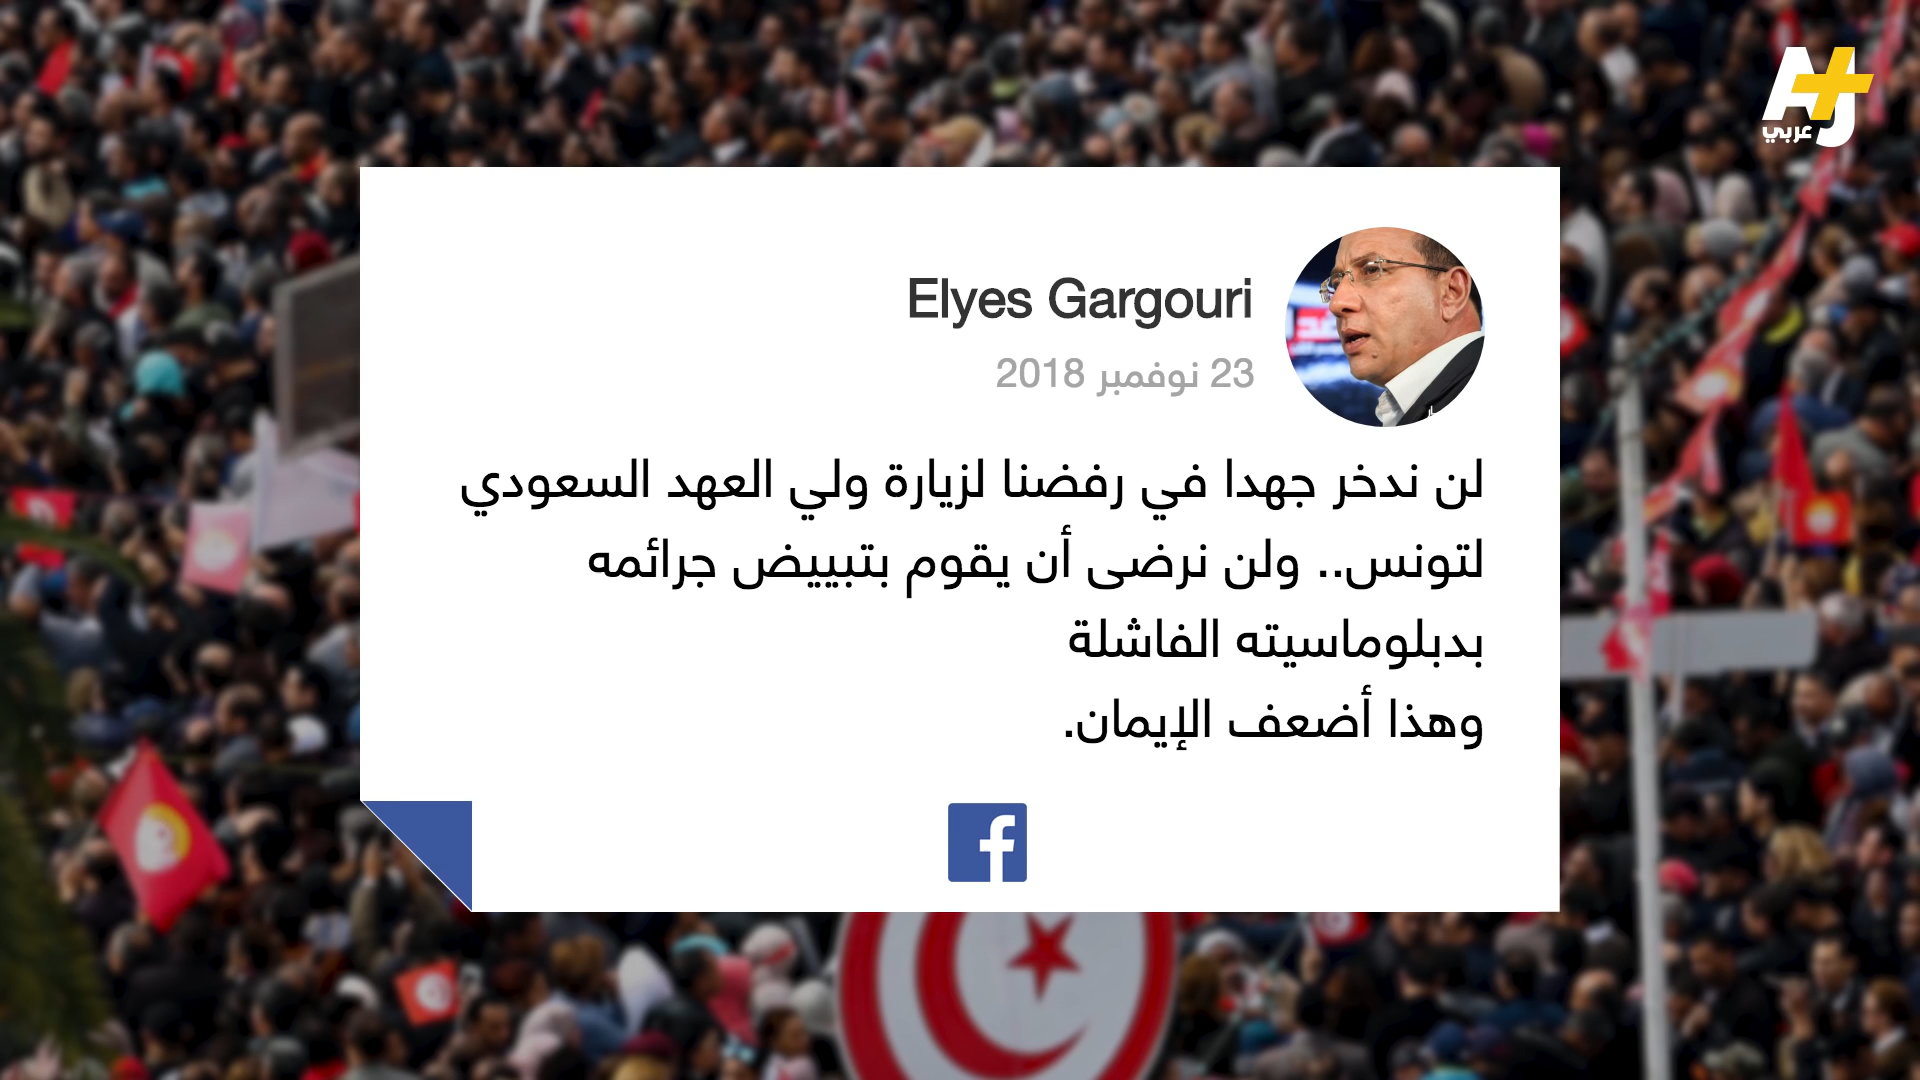 عربي
Elyes Gargouri
23 نوفمبر 2018
لن ندخر جهدا في رفضنا لزيارة ولي العهد السعودي
لتونس.. ولن نرضى أن يقوم بتبييض جرائمه
بدبلوماسيته الفاشلة
وهذا أضعف الإيمان.